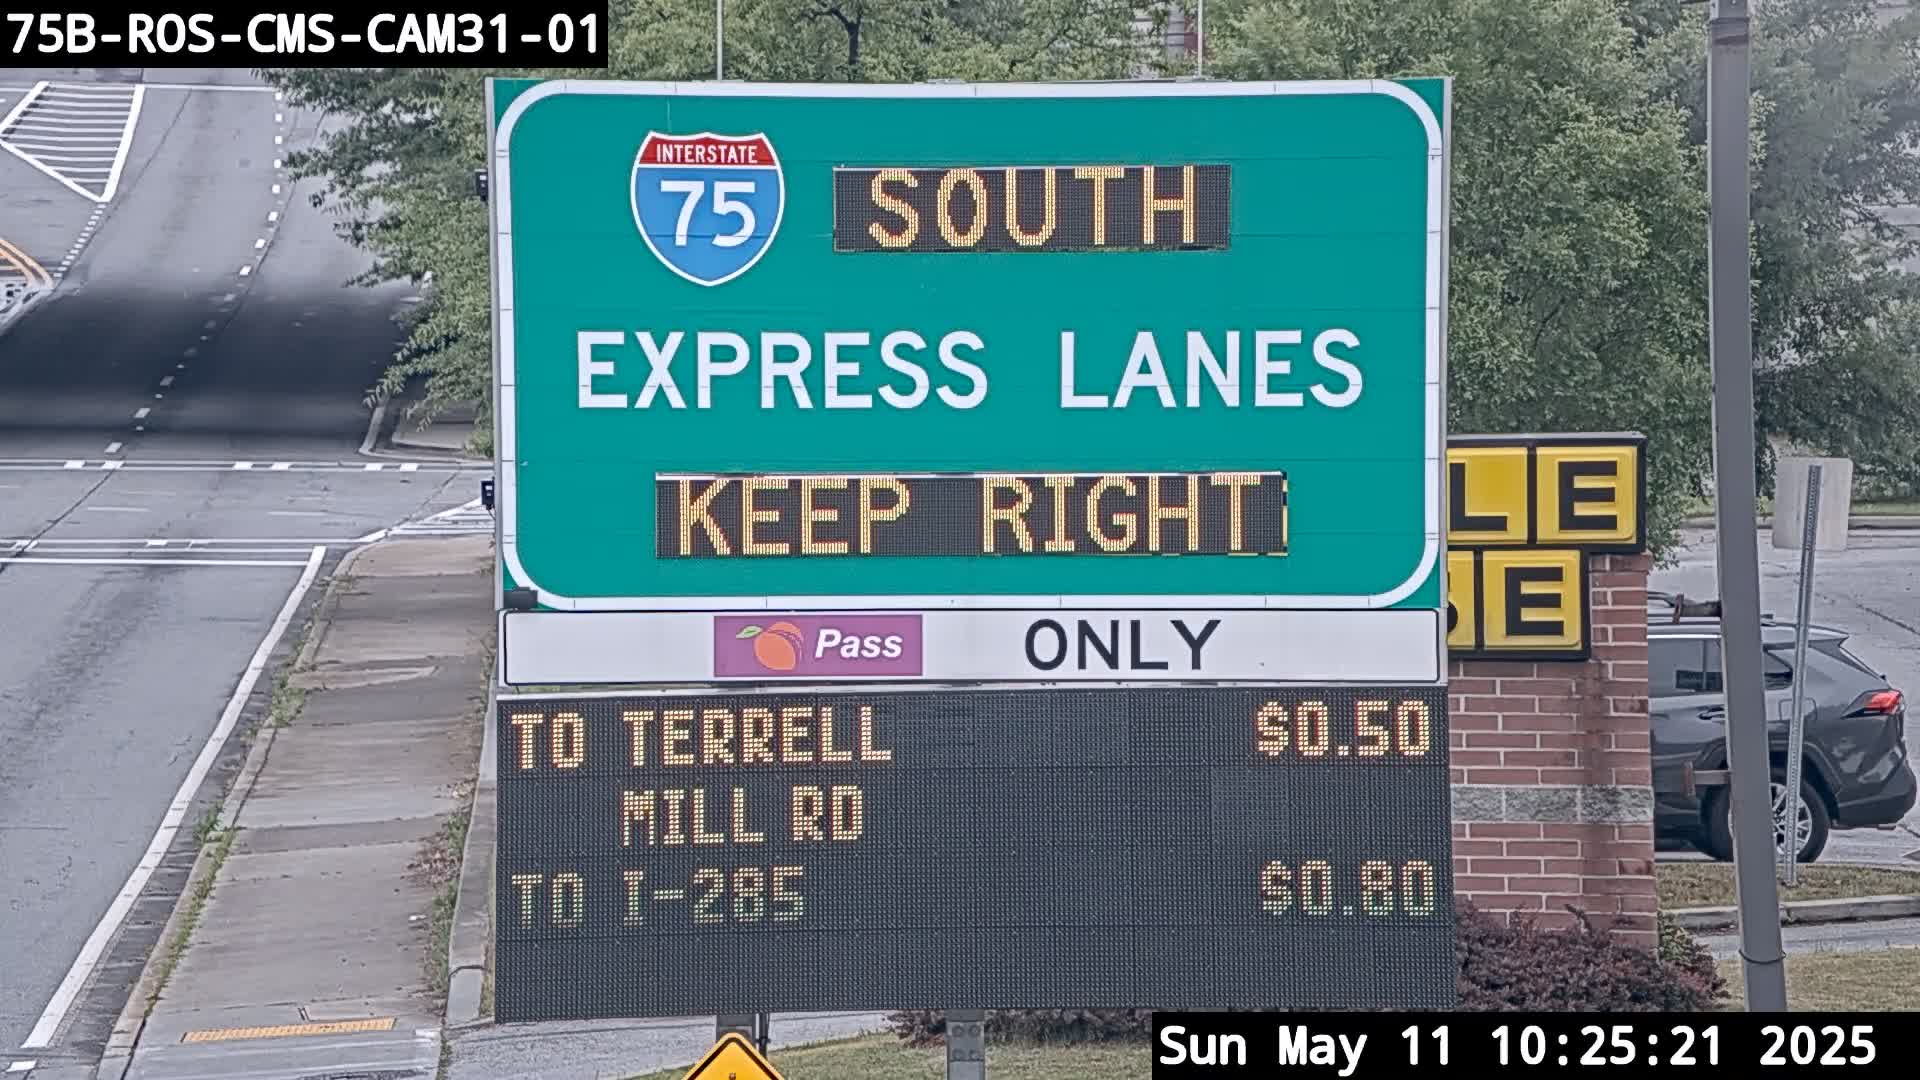 75B-ROS-CMS-CAM31-01
INTERSTATE
75
SOUTH
EXPRESS LANES
KEEP RIGHT
Pass ONLY
TO TERRELL $0.50
MILL RD
TO I-285 $0.80
LE
E
Sun May 11 10:25:21 2025